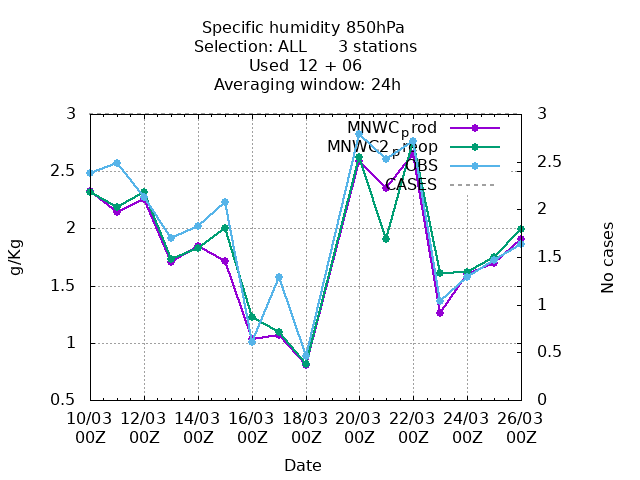 Specific humidity 850hPa
Selection: ALL 3 stations
Used 12 + 06
Averaging window: 24h
3 3
MNWCprod
MNWC2preop
OBS
CASES
2.5 2.5
2 2
1.5 1.5
1 1
0.5
0.5 0
g/Kg
No cases
10/03 12/03 14/03 16/03 18/03 20/03 22/03 24/03 26/03
00Z 00Z 00Z 00Z 00Z 00Z 00Z 00Z 00Z
Date